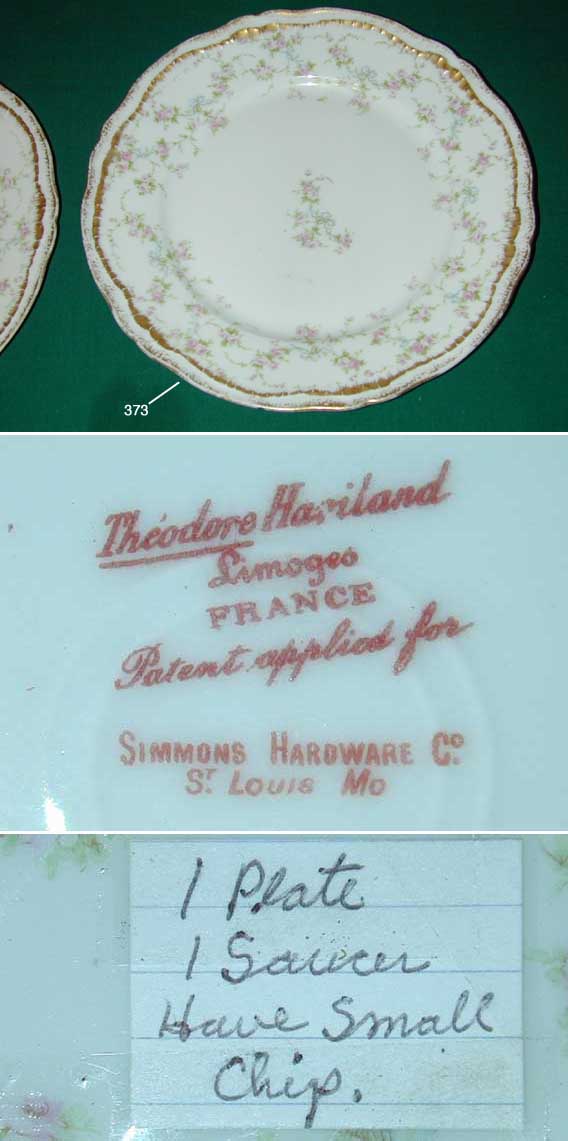 373
Théodore Haviland
Limoges
FRANCE
Patent applied for
SIMMONS HARDWARE Co.
ST. LOUIS MO
1 Plate
1 Saucer
Have Small
Chip.